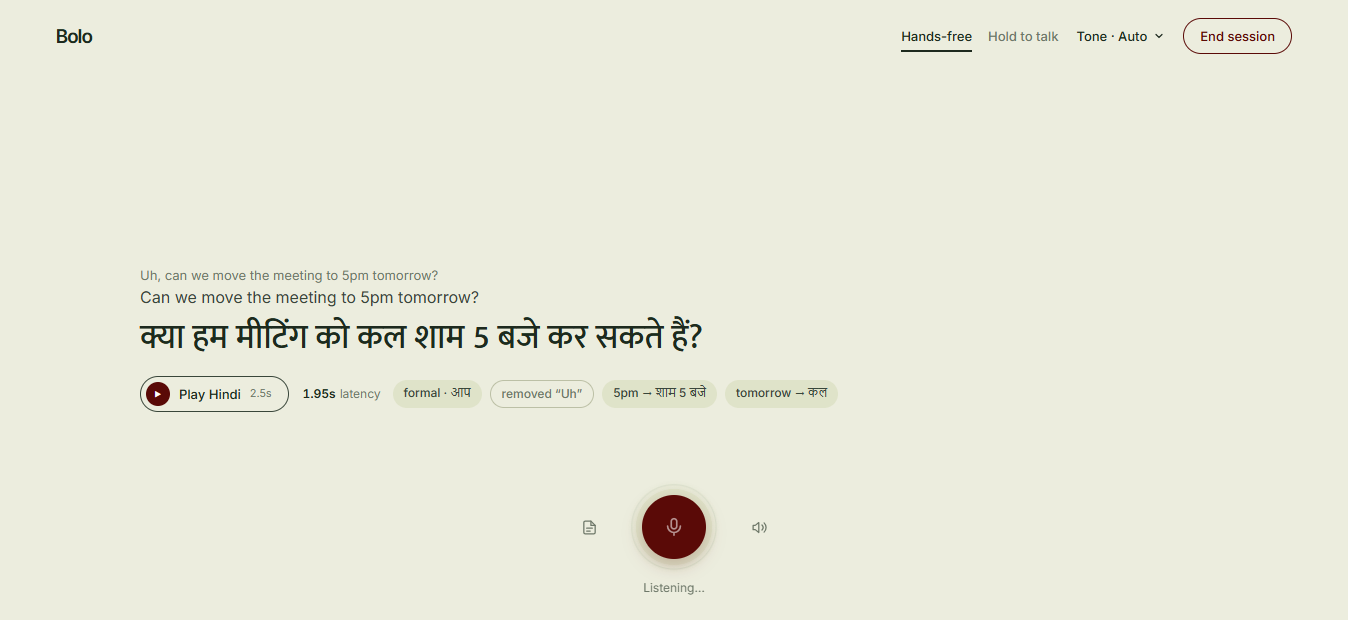 Bolo
Hands-free Hold to talk Tone · Auto End session
Uh, can we move the meeting to 5pm tomorrow?
Can we move the meeting to 5pm tomorrow?
क्या हम मीटिंग को कल शाम 5 बजे कर सकते हैं?
Play Hindi 2.5s 1.95s latency formal · आप removed “Uh” 5pm → शाम 5 बजे tomorrow → कल
Listening...